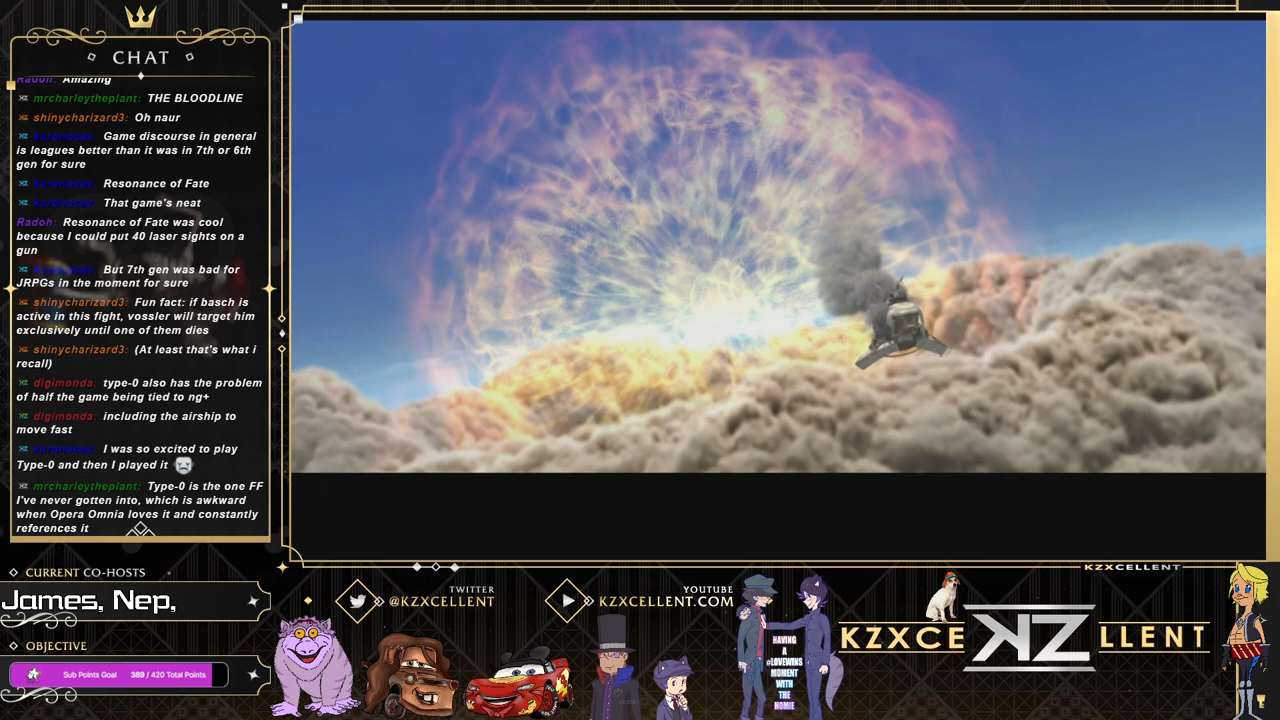 CHAT
Radoh: Amazing
mrcharleytheplant: THE BLOODLINE
shinycharizard3: Oh naur
Game discourse in general
is leagues better than it was in 7th or 6th
gen for sure
Resonance of Fate
That game's neat
Radoh: Resonance of Fate was cool
because I could put 40 laser sights on a
gun
But 7th gen was bad for
JRPGs in the moment for sure
shinycharizard3: Fun fact: if basch is
active in this fight, vossler will target him
exclusively until one of them dies
shinycharizard3: (At least that's what i
recall)
digimonda: type-0 also has the problem
of half the game being tied to ng+
digimonda: including the airship to
move fast
I was so excited to play
Type-0 and then I played it
mrcharleytheplant: Type-0 is the one FF
I've never gotten into, which is awkward
when Opera Omnia loves it and constantly
references it
CURRENT CO-HOSTS
James, Nep,
OBJECTIVE
Sub Points Goal 389 / 420 Total Points
TWITTER
@KZXCELLENT
YOUTUBE
KZXCELLENT.COM
HAVING
A
#LOVEWINS
MOMENT
WITH
THE
HOMIE
KZXCELLENT
KZXCE KZ LLENT